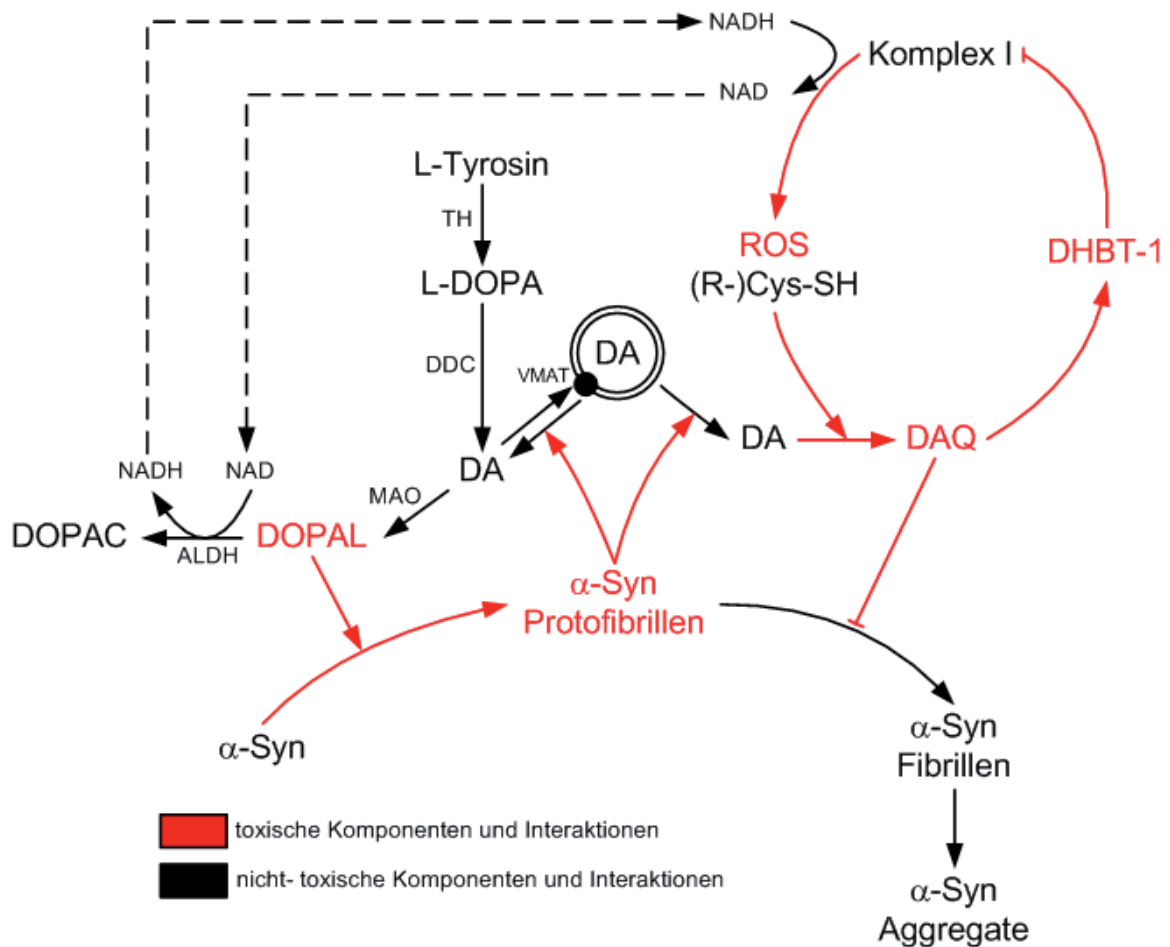 NADH
Komplex I
NAD
L-Tyrosin
TH
ROS
DHBT-1
L-DOPA
(R-)Cys-SH
DA
DDC
VMAT
DA
DA
DAQ
NADH
NAD
MAO
DOPAC
DOPAL
ALDH
α-Syn
Protofibrillen
α-Syn
α-Syn
Fibrillen
toxische Komponenten und Interaktionen
nicht- toxische Komponenten und Interaktionen
α-Syn
Aggregate